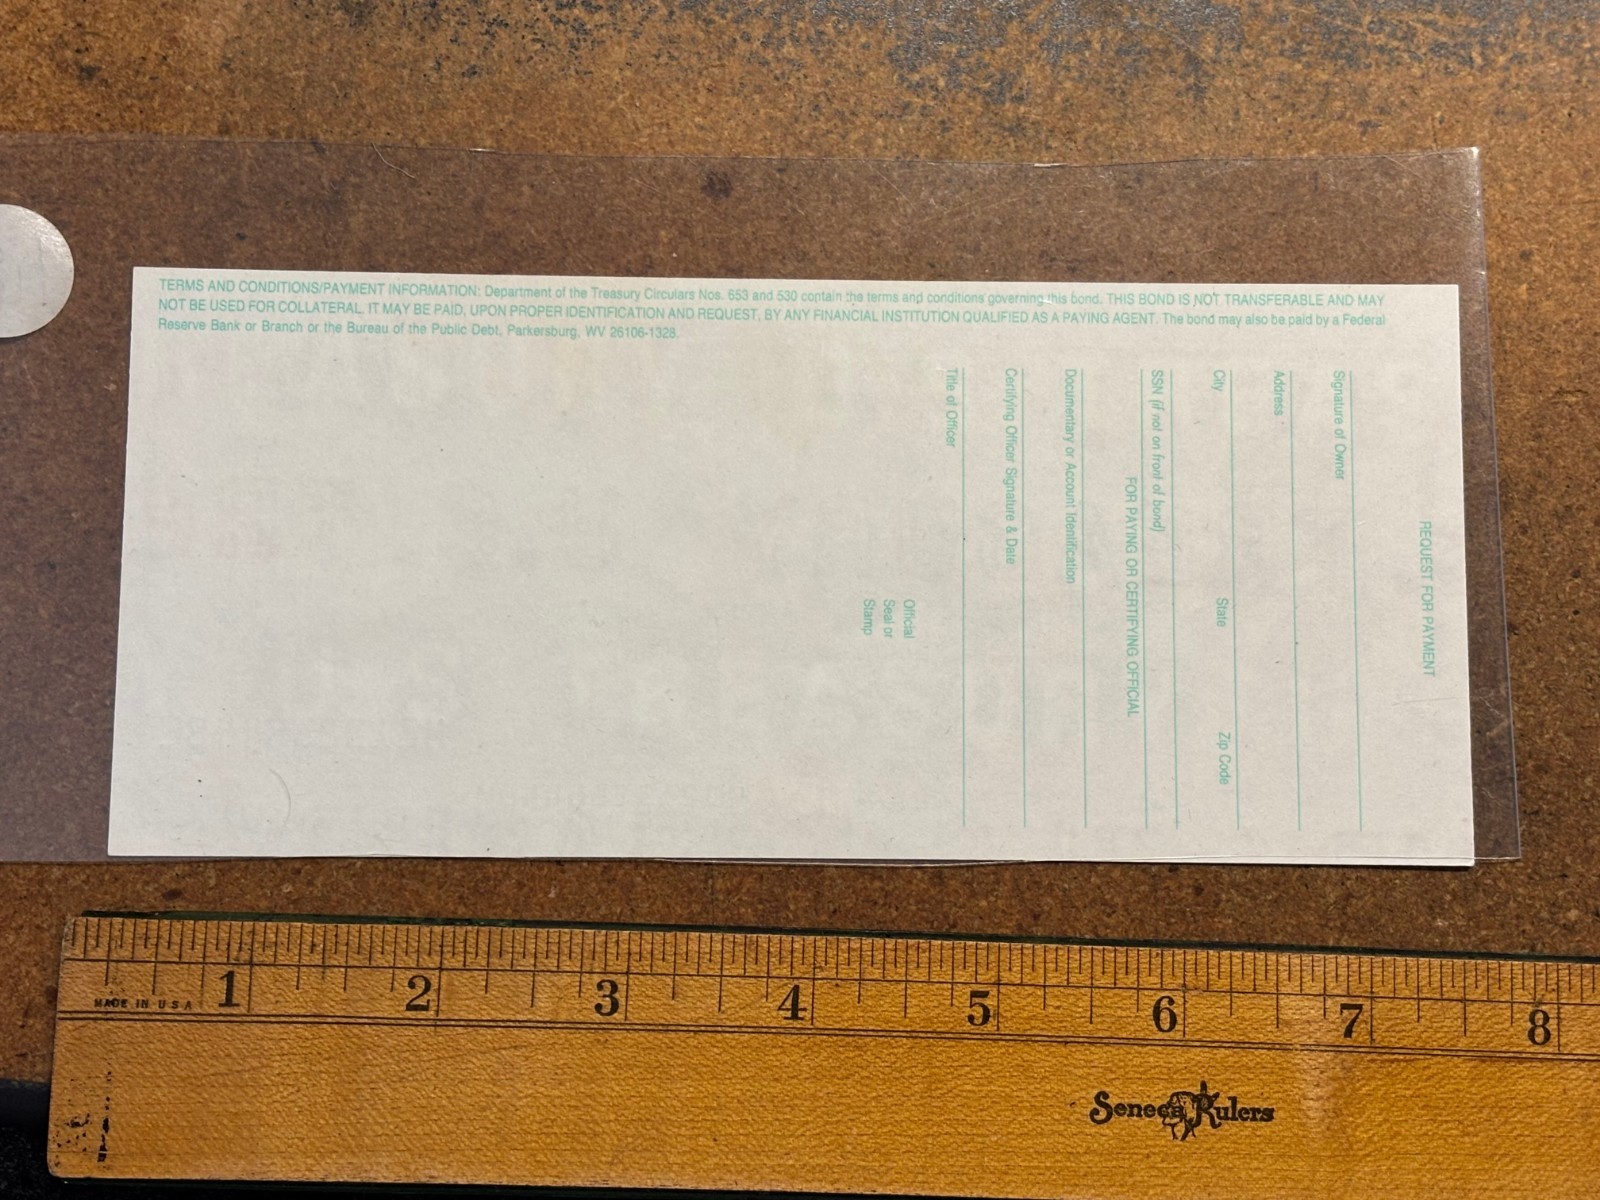 TERMS AND CONDITIONS/PAYMENT INFORMATION: Department of the Treasury Circulars Nos. 653 and 530 contain the terms and conditions governing this bond. THIS BOND IS NOT TRANSFERABLE AND MAY
NOT BE USED FOR COLLATERAL. IT MAY BE PAID, UPON PROPER IDENTIFICATION AND REQUEST, BY ANY FINANCIAL INSTITUTION QUALIFIED AS A PAYING AGENT. The bond may also be paid by a Federal
Reserve Bank or Branch or the Bureau of the Public Debt, Parkersburg, WV 26106-1328.
REQUEST FOR PAYMENT
Signature of Owner
Address
City State Zip Code
SSN (if not on front of bond)
FOR PAYING OR CERTIFYING OFFICIAL
Documentary or Account Identification
Certifying Officer Signature & Date
Title of Officer
Official
Seal or
Stamp
1 2 3 4 5 6 7 8
MADE IN U S A
Seneca Rulers